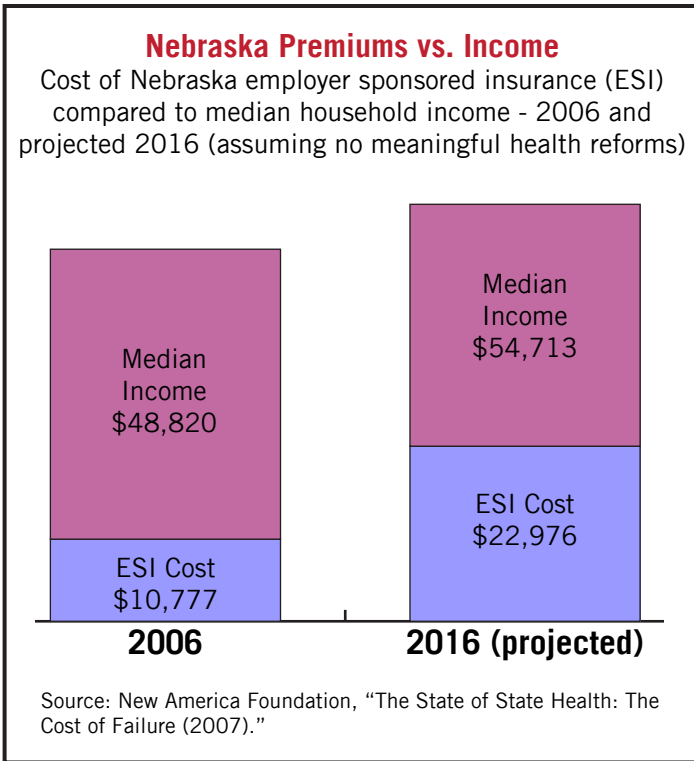 Nebraska Premiums vs. Income
Cost of Nebraska employer sponsored insurance (ESI)
compared to median household income - 2006 and
projected 2016 (assuming no meaningful health reforms)
Median
Income
$48,820
ESI Cost
$10,777
Median
Income
$54,713
ESI Cost
$22,976
2006
2016 (projected)
Source: New America Foundation, “The State of State Health: The
Cost of Failure (2007).”